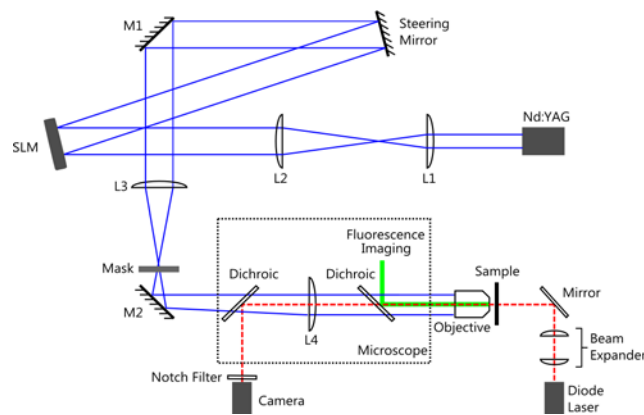 M1
Steering
Mirror
Nd:YAG
SLM
L2
L1
L3
Fluorescence
Imaging
Mask
Dichroic
Dichroic
Sample
Mirror
M2
L4
Objective
Microscope
Beam
Expander
Notch Filter
Camera
Diode
Laser